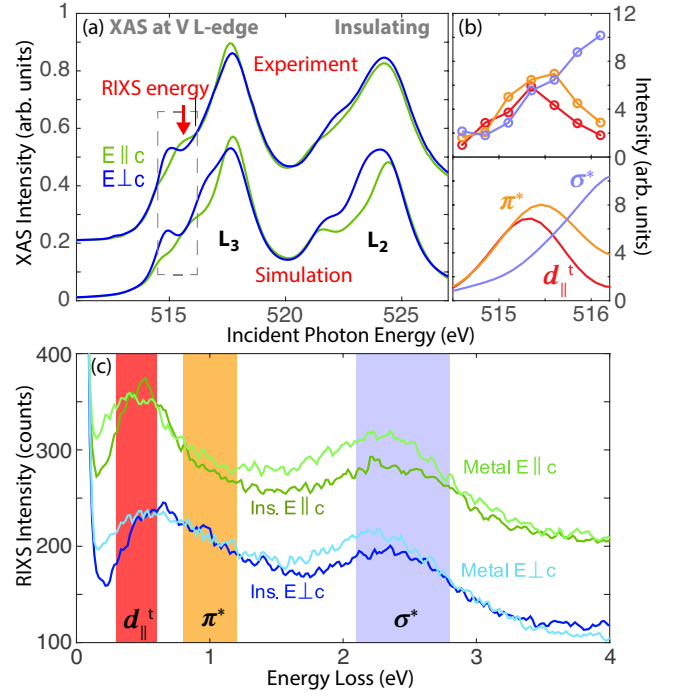 (a) XAS at V L-edge Insulating
(b)
XAS Intensity (arb. units)
1
0.8
0.6
0.4
0.2
0
RIXS energy
Experiment
E || c
E⊥c
L3
L2
Simulation
515
520
525
Incident Photon Energy (eV)
12
10
8
6
4
2
0
Intensity (arb. units)
π*
σ*
d||t
8
4
0
515
516
(c)
RIXS Intensity (counts)
400
300
200
100
Metal E || c
Ins. E || c
Metal E⊥c
Ins. E⊥c
d||t
π*
σ*
0
1
2
3
4
Energy Loss (eV)